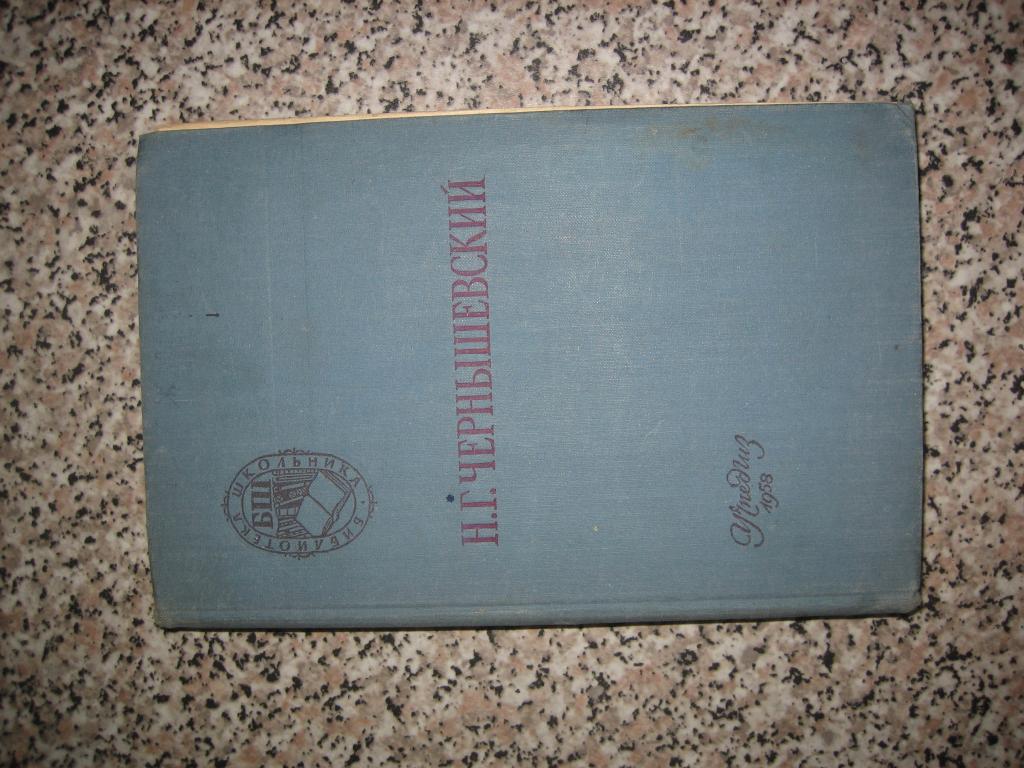 БИБЛИОТЕКА ШКОЛЬНИКА
БШ
Н.Г. ЧЕРНЫШЕВСКИЙ
Учпедгиз
1958